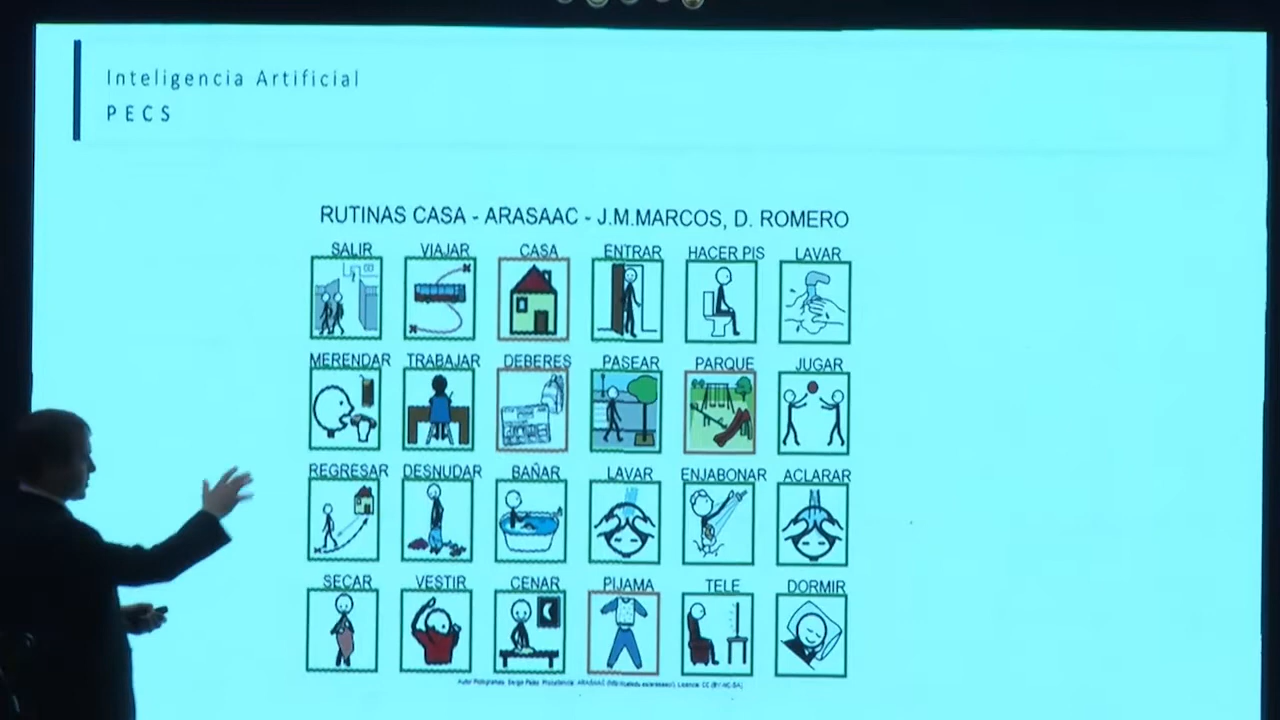 Inteligencia Artificial
PECS
RUTINAS CASA - ARASAAC - J.M.MARCOS, D. ROMERO
SALIR VIAJAR CASA ENTRAR HACER PIS LAVAR
MERENDAR TRABAJAR DEBERES PASEAR PARQUE JUGAR
REGRESAR DESNUDAR BAÑAR LAVAR ENJABONAR ACLARAR
SECAR VESTIR CENAR PIJAMA TELE DORMIR